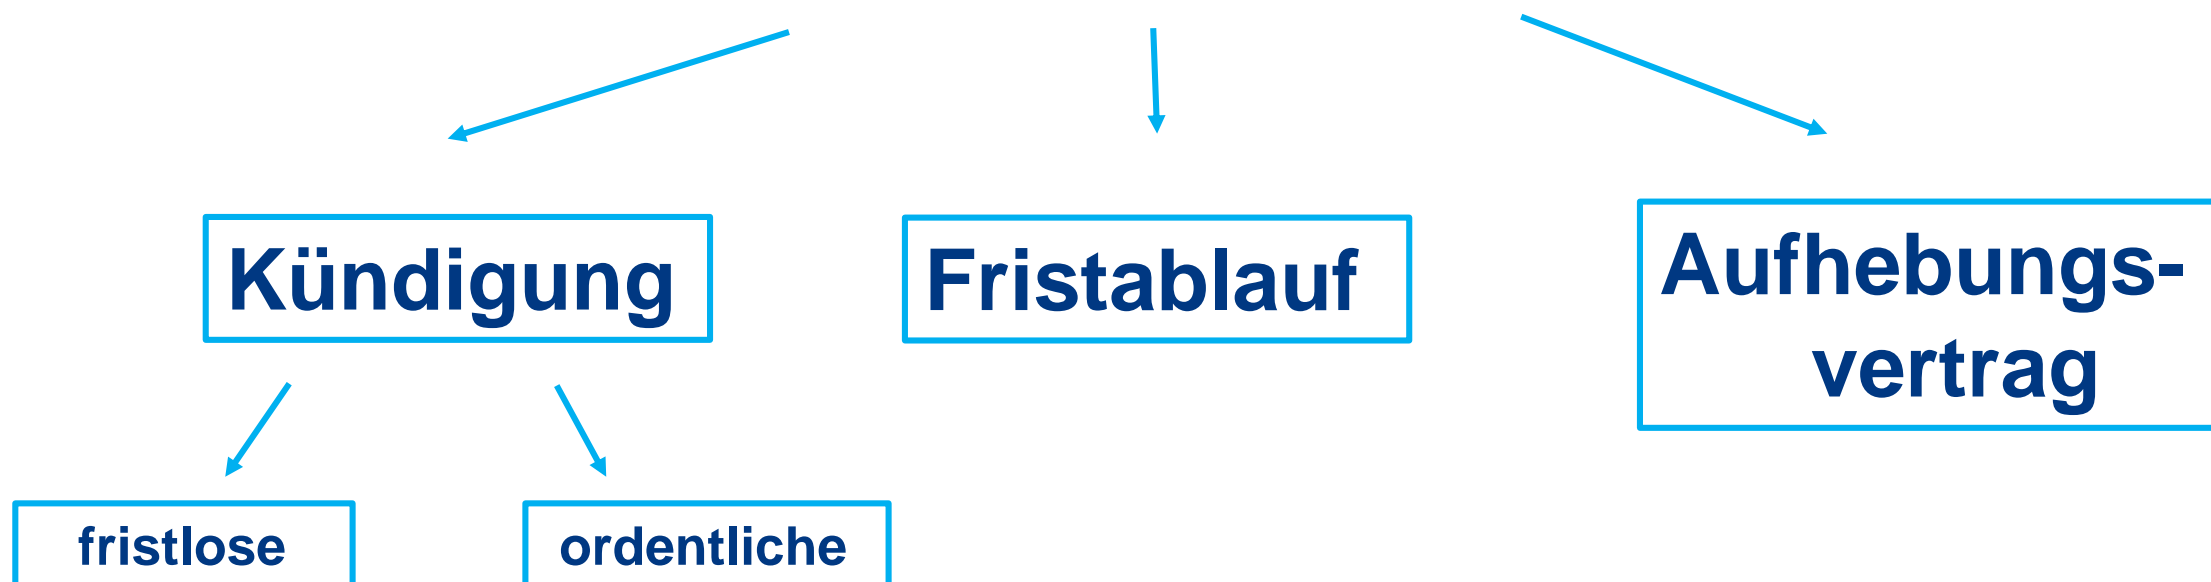 Kündigung
Fristablauf
Aufhebungs-
vertrag
fristlose
ordentliche